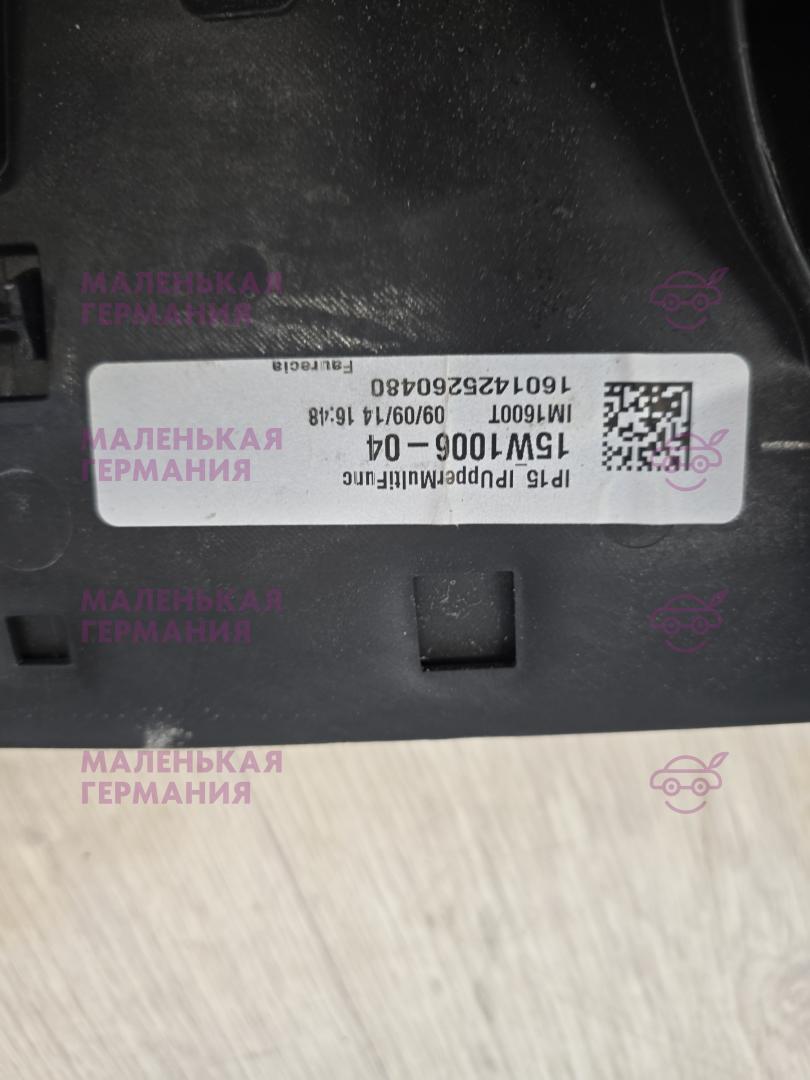 МАЛЕНЬКАЯ
ГЕРМАНИЯ
IP15_IPUpperMultiFunc
15W1006-04
IM1600T 09/09/14 16:48
1601425260480
Faurecia
МАЛЕНЬКАЯ
ГЕРМАНИЯ
МАЛЕНЬКАЯ
ГЕРМАНИЯ
МАЛЕНЬКАЯ
ГЕРМАНИЯ